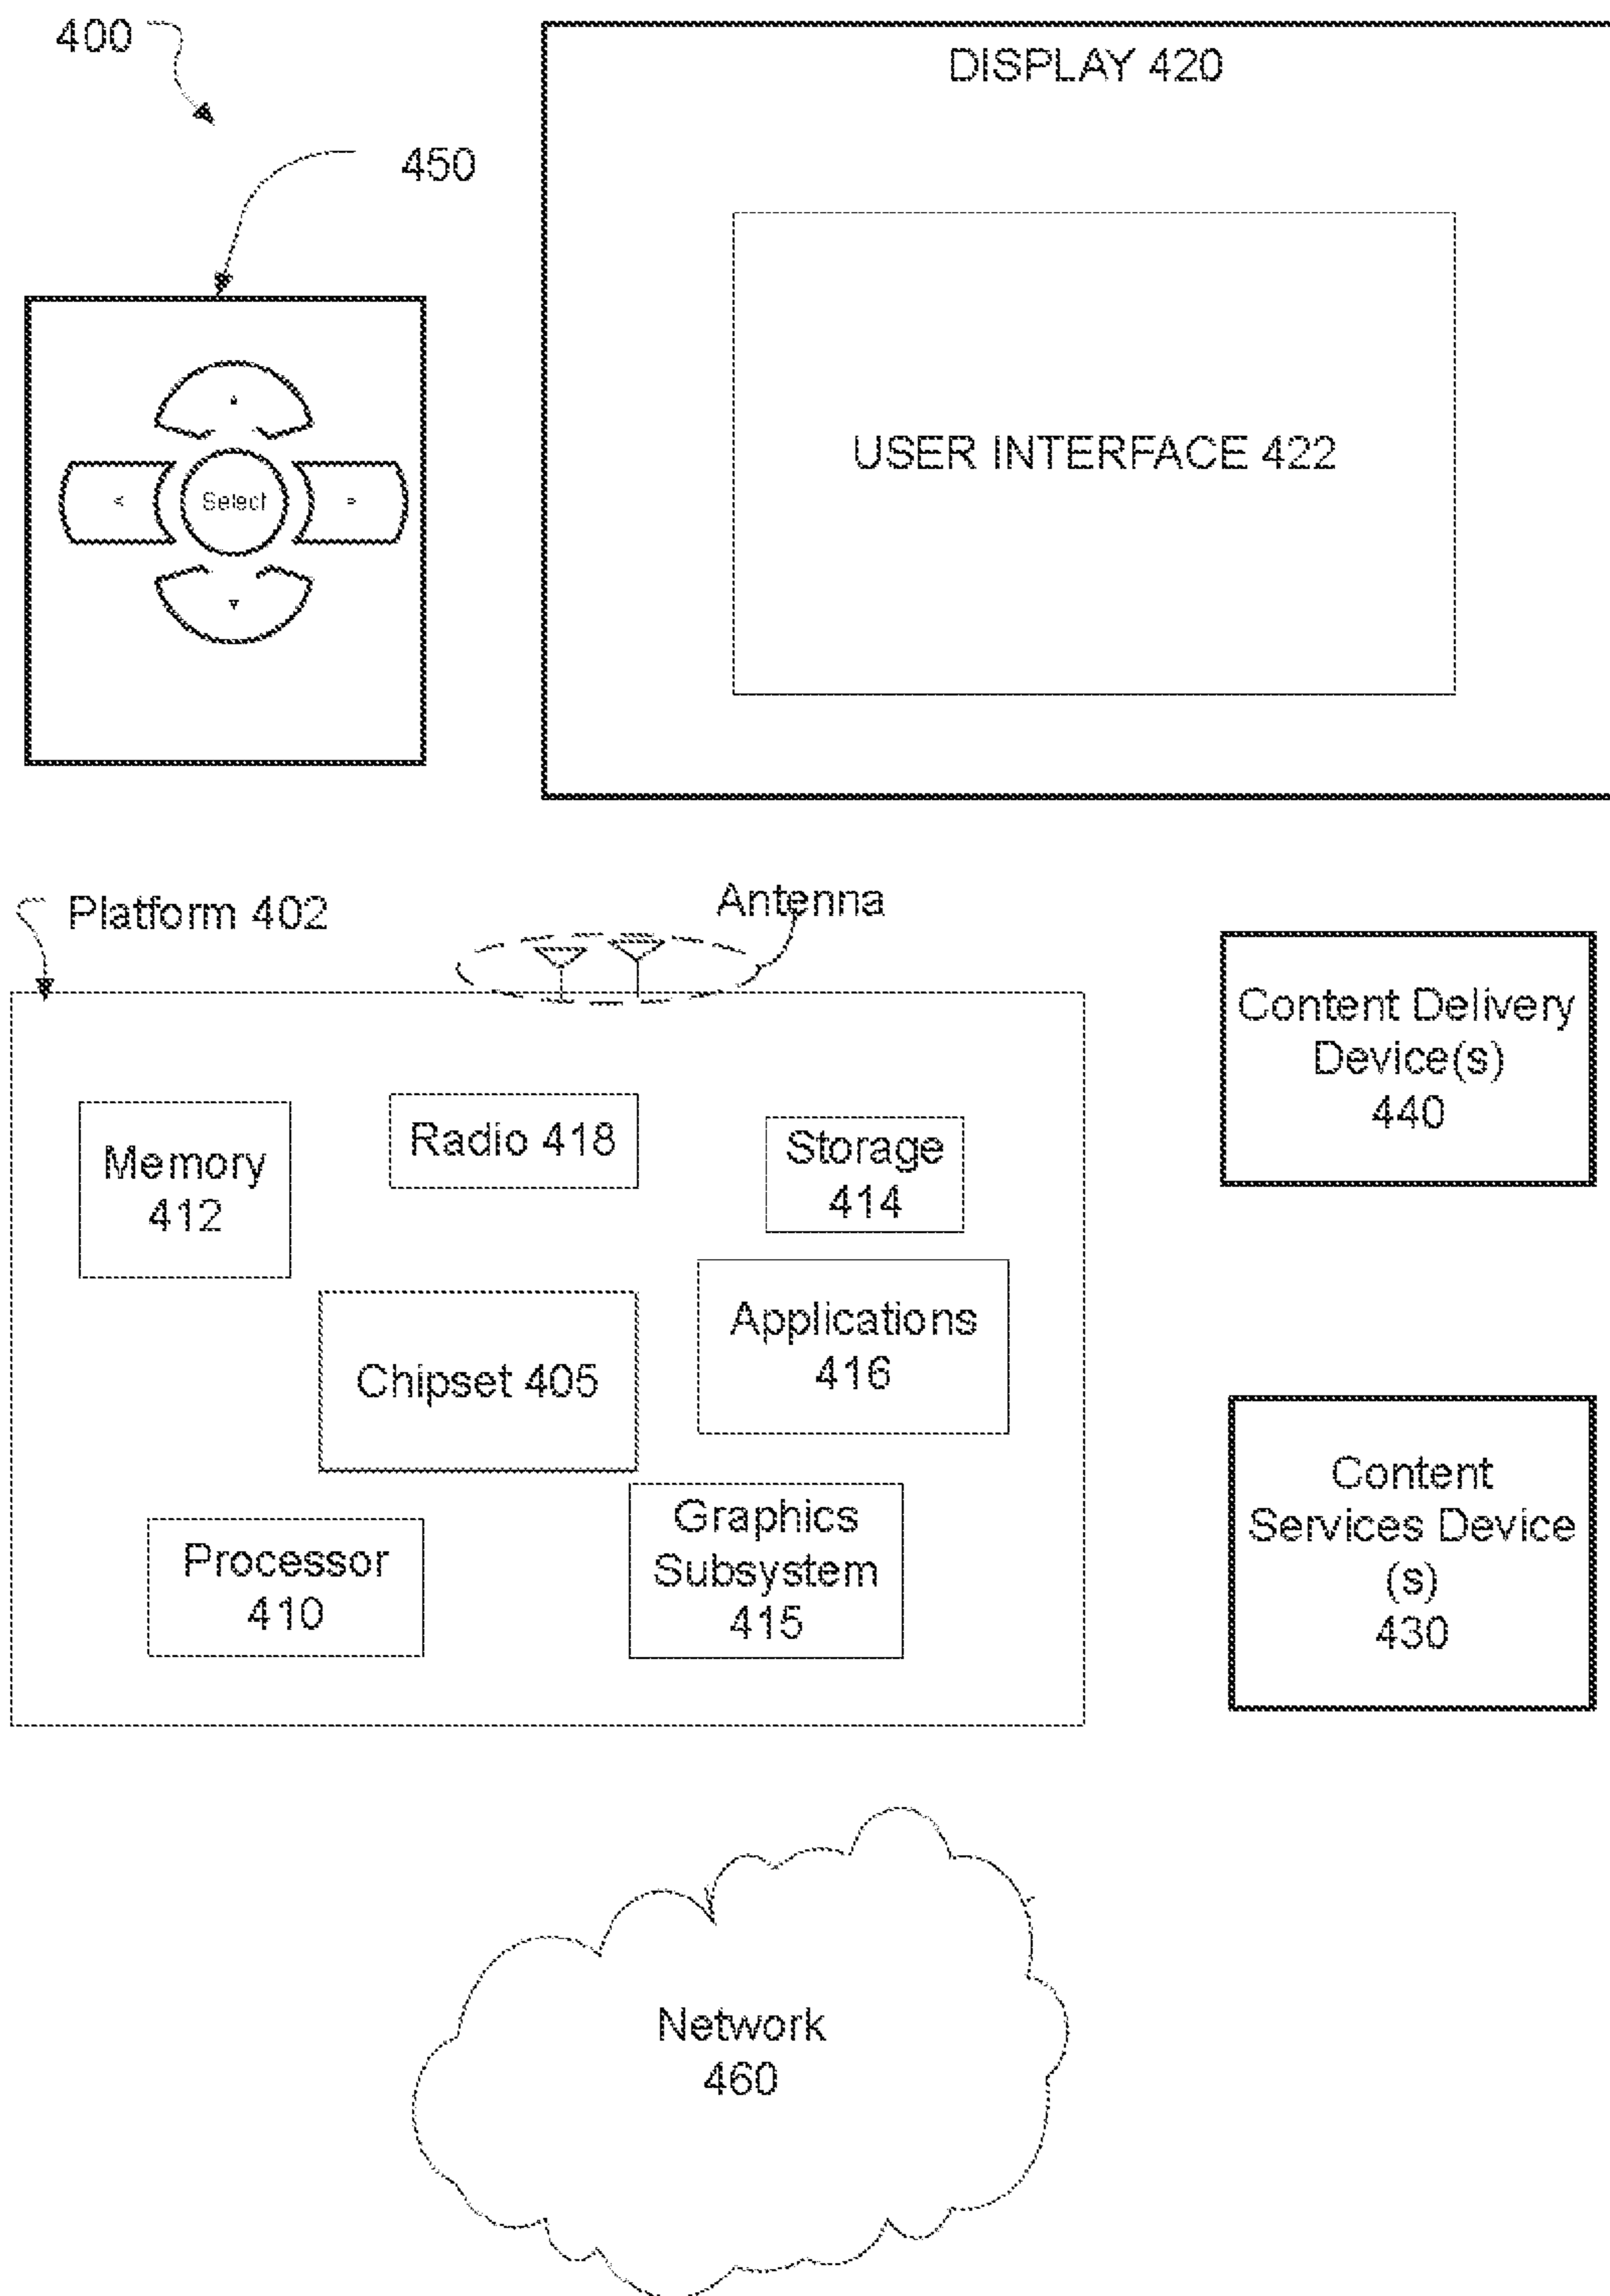 400
450
DISPLAY 420
USER INTERFACE 422
Select
Platform 402
Antenna
Memory
412
Radio 418
Storage
414
Chipset 405
Applications
416
Processor
410
Graphics
Subsystem
415
Content Delivery
Device(s)
440
Content
Services Device
(s)
430
Network
460